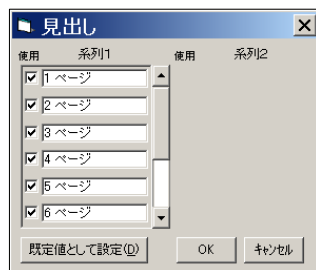 見出し
使用 系列1 使用 系列2
1 ページ
2 ページ
3 ページ
4 ページ
5 ページ
6 ページ
既定値として設定(D) OK キャンセル